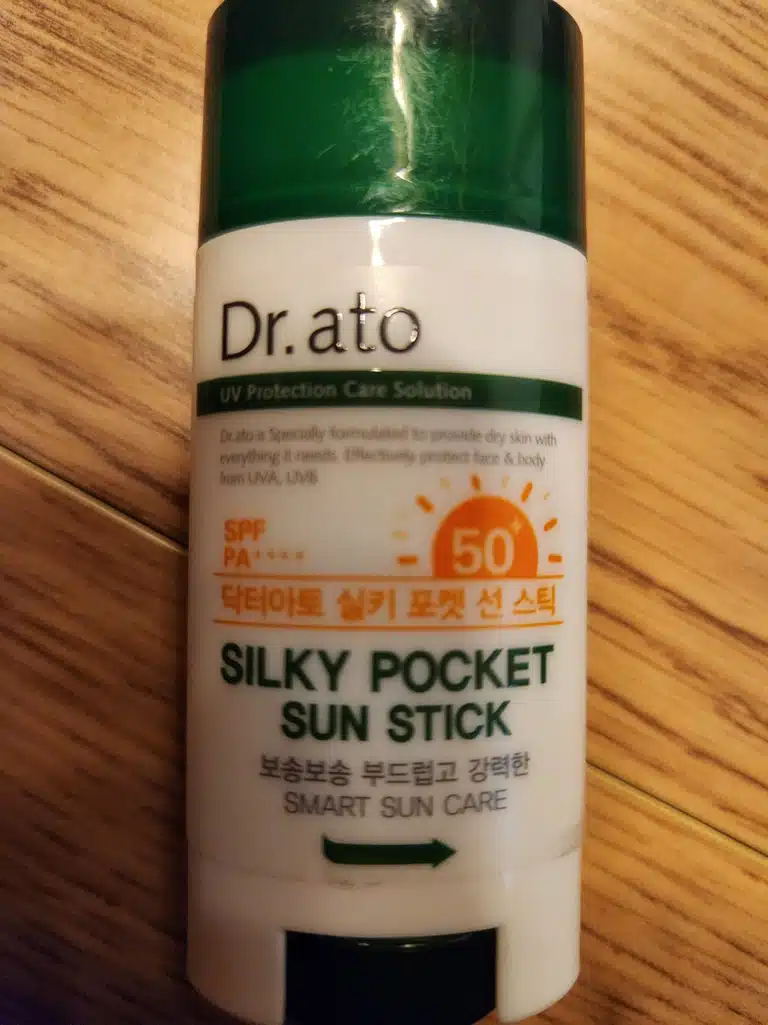 Dr.ato
UV Protection Care Solution
Dr.ato is Specially formulated to provide dry skin with
everything it needs. Effectively protect face & body
from UVA, UVB
SPF
50+
PA++++
닥터아토 실키 포켓 선 스틱
SILKY POCKET
SUN STICK
보송보송 부드럽고 강력한
SMART SUN CARE